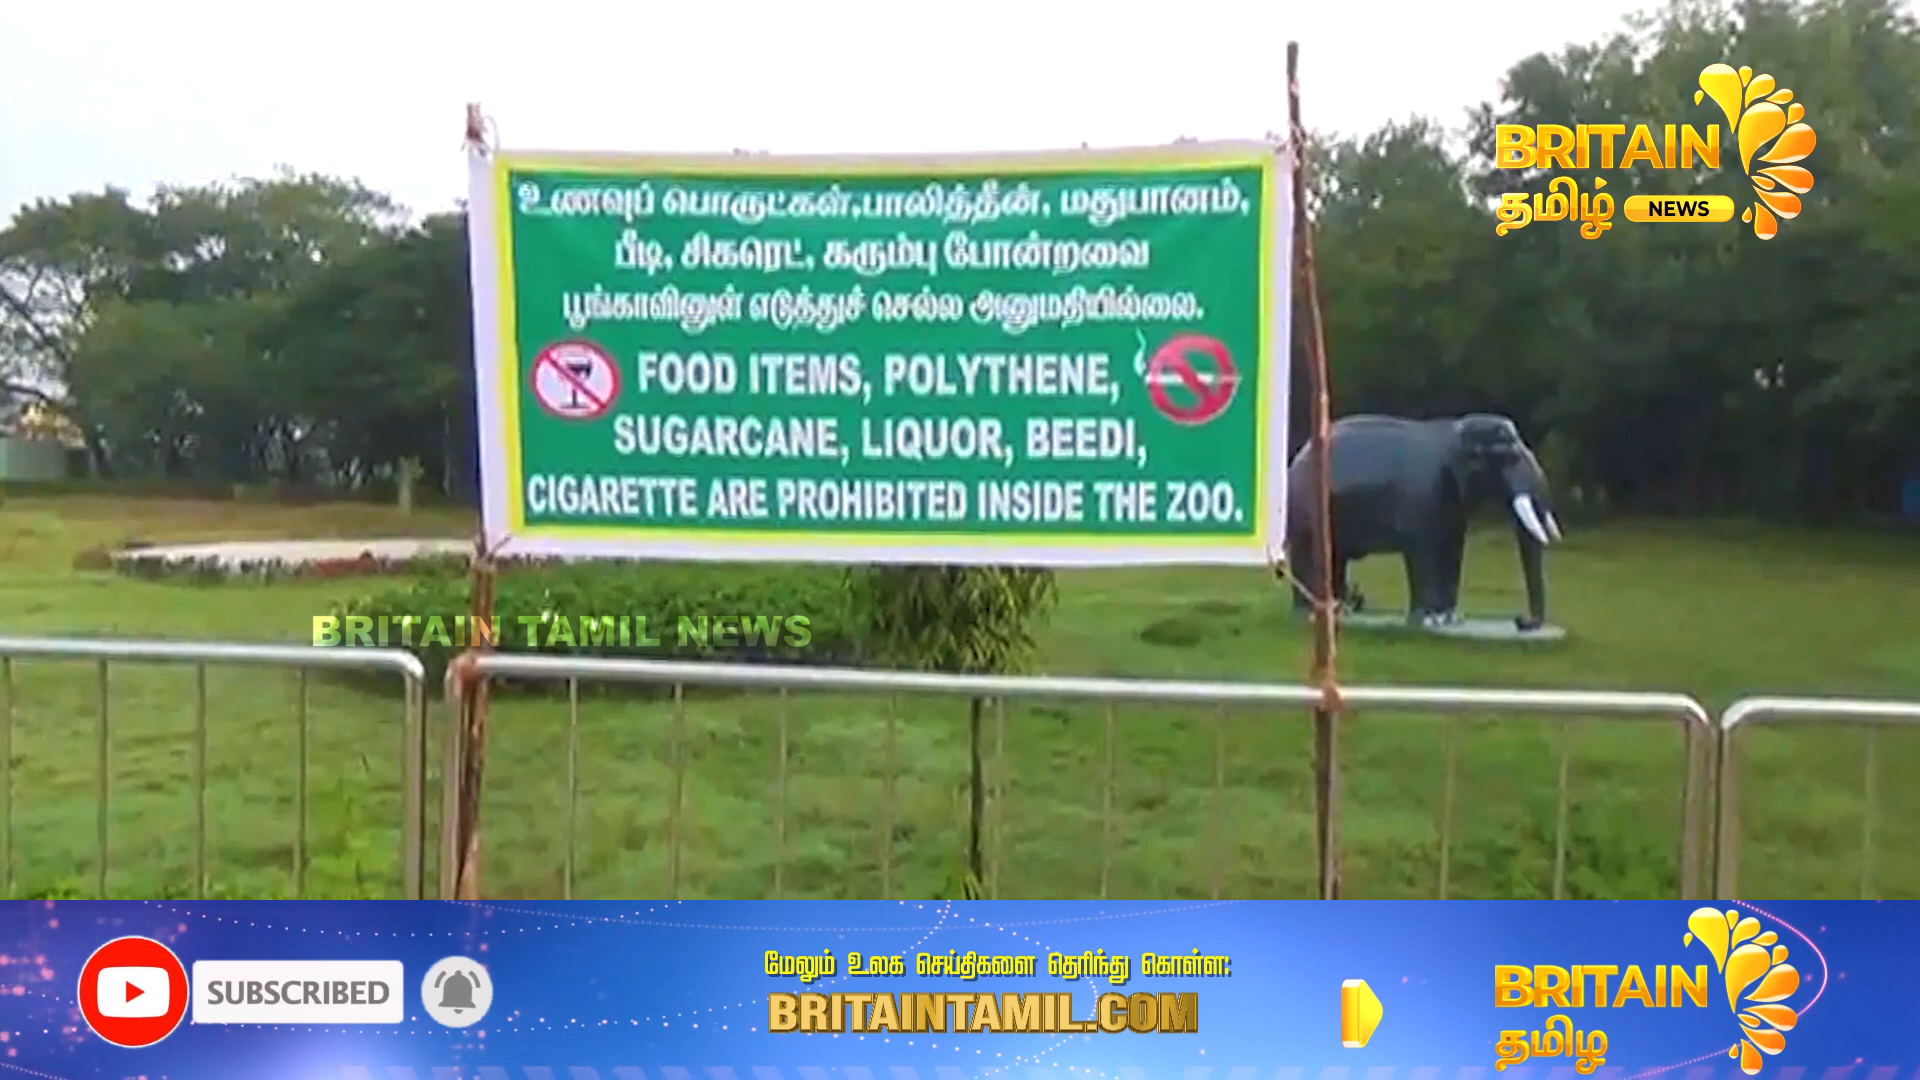 உணவுப் பொருட்கள்,பாலித்தீன், மதுபானம்,
பீடி, சிகரெட், கரும்பு போன்றவை
பூங்காவினுள் எடுத்துச் செல்ல அனுமதியில்லை.
FOOD ITEMS, POLYTHENE,
SUGARCANE, LIQUOR, BEEDI,
CIGARETTE ARE PROHIBITED INSIDE THE ZOO.
BRITAIN
தமிழ் NEWS
BRITAIN TAMIL NEWS
SUBSCRIBED
மேலும் உலக செய்திகளை தெரிந்து கொள்ள:
BRITAINTAMIL.COM
BRITAIN
தமிழ்